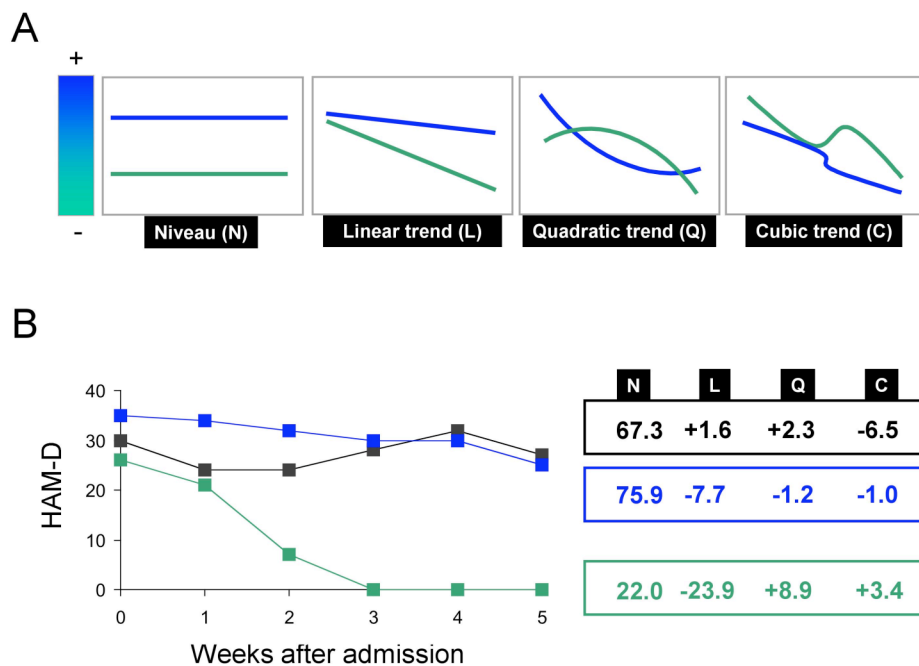 A
+
-
Niveau (N)
Linear trend (L)
Quadratic trend (Q)
Cubic trend (C)
B
HAM-D
40
30
20
10
0
0 1 2 3 4 5
Weeks after admission
N L Q C
67.3 +1.6 +2.3 -6.5
75.9 -7.7 -1.2 -1.0
22.0 -23.9 +8.9 +3.4